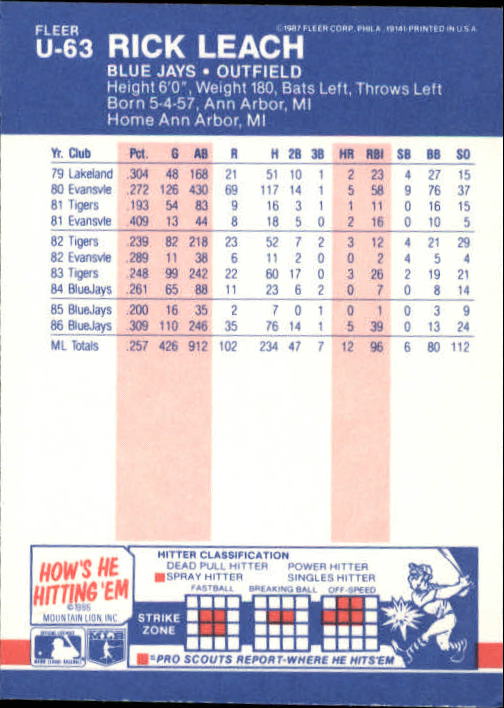 FLEER
©1987 FLEER CORP. PHILA. 19141-PRINTED IN U.S.A.
U-63 RICK LEACH
BLUE JAYS • OUTFIELD
Height 6'0", Weight 180, Bats Left, Throws Left
Born 5-4-57, Ann Arbor, MI
Home Ann Arbor, MI
Yr. Club Pct. G AB R H 2B 3B HR RBI SB BB SO
79 Lakeland .304 48 168 21 51 10 1 2 23 4 27 15
80 Evansvle .272 126 430 69 117 14 1 5 58 9 76 37
81 Tigers .193 54 83 9 16 3 1 1 11 0 16 15
81 Evansvle .409 13 44 8 18 5 0 2 16 0 10 5
82 Tigers .239 82 218 23 52 7 2 3 12 4 21 29
82 Evansvle .289 11 38 6 11 2 0 0 2 4 5 4
83 Tigers .248 99 242 22 60 17 0 3 26 2 19 21
84 BlueJays .261 65 88 11 23 6 2 0 7 0 8 14
85 BlueJays .200 16 35 2 7 0 1 0 1 0 3 9
86 BlueJays .309 110 246 35 76 14 1 5 39 0 13 24
ML Totals .257 426 912 102 234 47 7 12 96 6 80 112
HOW'S HE
HITTING 'EM
©1986
MOUNTAIN LION, INC
HITTER CLASSIFICATION
DEAD PULL HITTER POWER HITTER
SPRAY HITTER SINGLES HITTER
FASTBALL BREAKING BALL OFF-SPEED
STRIKE
ZONE
=PRO SCOUTS REPORT-WHERE HE HITS 'EM